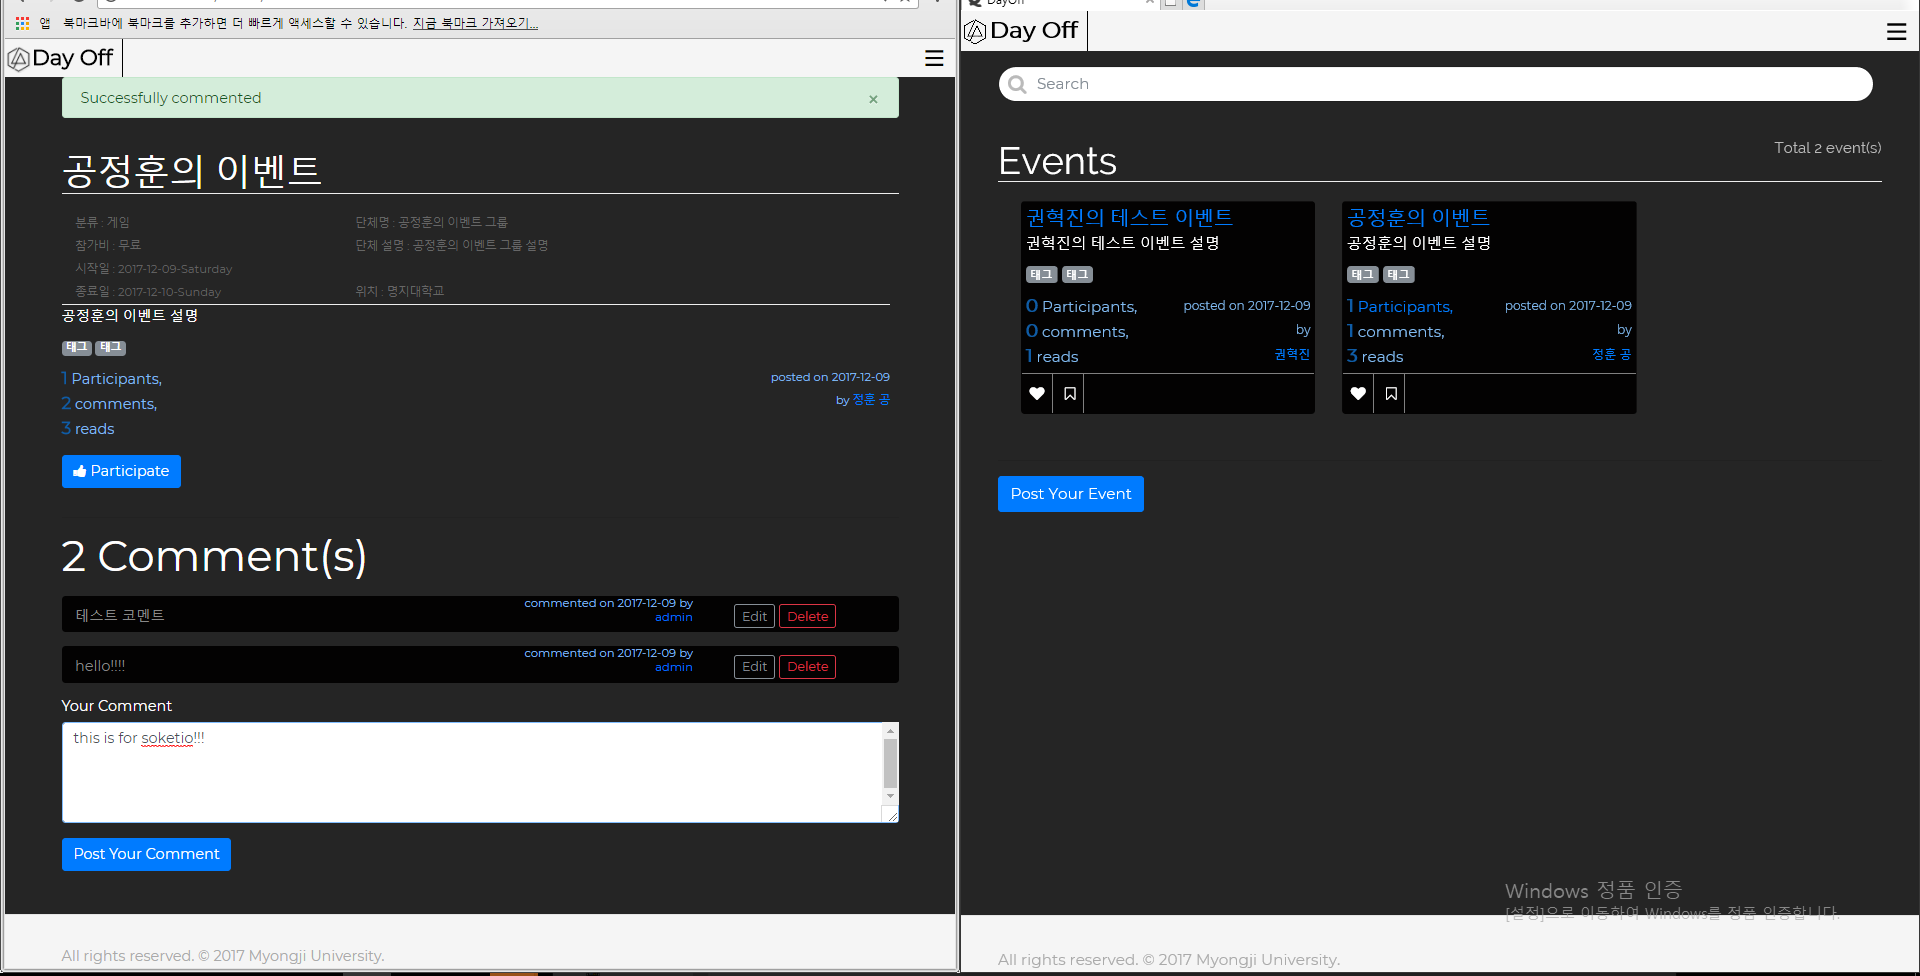 앱 북마크바에 북마크를 추가하면 더 빠르게 액세스할 수 있습니다. 지금 북마크 가져오기...
Day Off
Successfully commented ×
공정훈의 이벤트
분류 : 게임 단체명 : 공정훈의 이벤트 그룹
참가비 : 무료 단체 설명 : 공정훈의 이벤트 그룹 설명
시작일 : 2017-12-09-Saturday
종료일 : 2017-12-10-Sunday 위치 : 명지대학교
공정훈의 이벤트 설명
태그 태그
1 Participants, posted on 2017-12-09
2 comments, by 정훈 공
3 reads
Participate
2 Comment(s)
테스트 코멘트 commented on 2017-12-09 by
admin Edit Delete
hello!!!! commented on 2017-12-09 by
admin Edit Delete
Your Comment
this is for soketio!!!
Post Your Comment
All rights reserved. © 2017 Myongji University.
DayOff
Day Off
Search
Events Total 2 event(s)
권혁진의 테스트 이벤트
권혁진의 테스트 이벤트 설명
태그 태그
0 Participants, posted on 2017-12-09
0 comments, by
1 reads 권혁진
공정훈의 이벤트
공정훈의 이벤트 설명
태그 태그
1 Participants, posted on 2017-12-09
1 comments, by
3 reads 정훈 공
Post Your Event
Windows 정품 인증
[설정]으로 이동하여 Windows를 정품 인증합니다.
All rights reserved. © 2017 Myongji University.